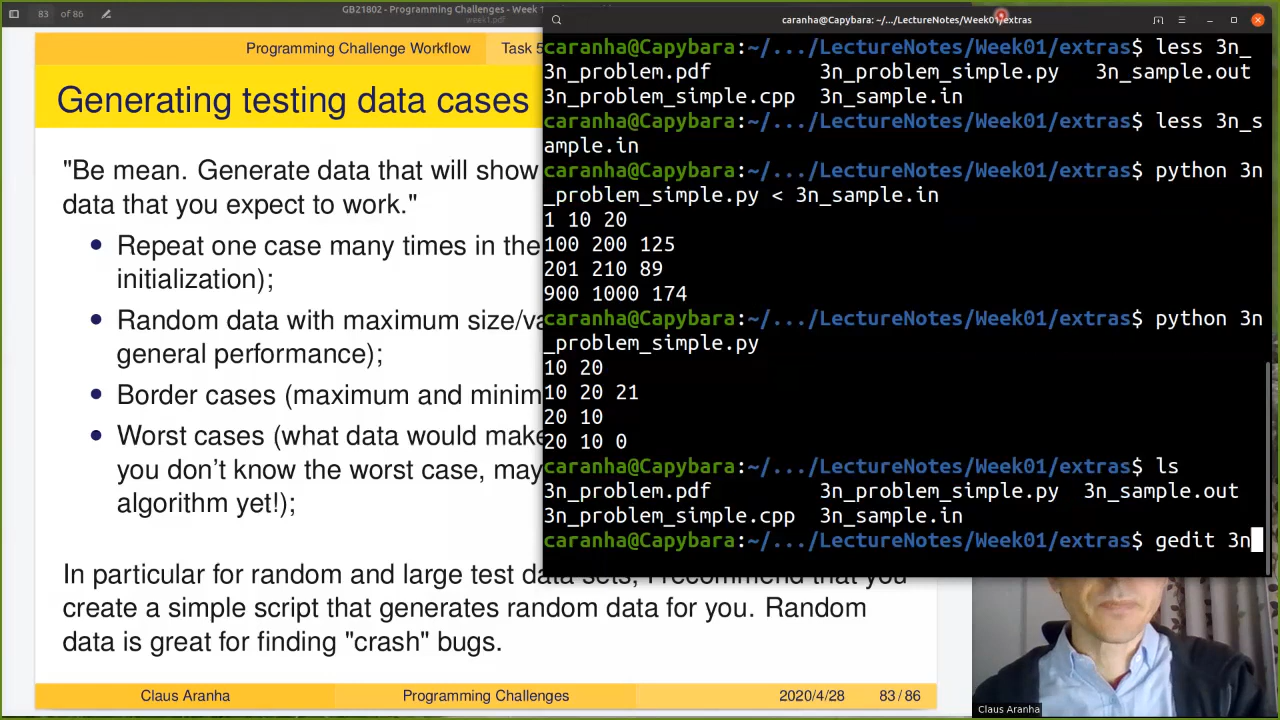 83 of 86
GB21802 - Programming Challenges - Week
week1.pdf
Programming Challenge Workflow
Task 5
Generating testing data cases
"Be mean. Generate data that will show
data that you expect to work."
Repeat one case many times in the
initialization);
Random data with maximum size/va
general performance);
Border cases (maximum and minim
Worst cases (what data would make
you don't know the worst case, may
algorithm yet!);
In particular for random and large test data sets, I recommend that you
create a simple script that generates random data for you. Random
data is great for finding "crash" bugs.
Claus Aranha
Programming Challenges
2020/4/28
83 / 86
caranha@Capybara: ~/.../LectureNotes/Week01/extras
caranha@Capybara:~/.../LectureNotes/Week01/extras$ less 3n_
3n_problem.pdf 3n_problem_simple.py 3n_sample.out
3n_problem_simple.cpp 3n_sample.in
caranha@Capybara:~/.../LectureNotes/Week01/extras$ less 3n_s
ample.in
caranha@Capybara:~/.../LectureNotes/Week01/extras$ python 3n
_problem_simple.py < 3n_sample.in
1 10 20
100 200 125
201 210 89
900 1000 174
caranha@Capybara:~/.../LectureNotes/Week01/extras$ python 3n
_problem_simple.py
10 20
10 20 21
20 10
20 10 0
caranha@Capybara:~/.../LectureNotes/Week01/extras$ ls
3n_problem.pdf 3n_problem_simple.py 3n_sample.out
3n_problem_simple.cpp 3n_sample.in
caranha@Capybara:~/.../LectureNotes/Week01/extras$ gedit 3n
Claus Aranha